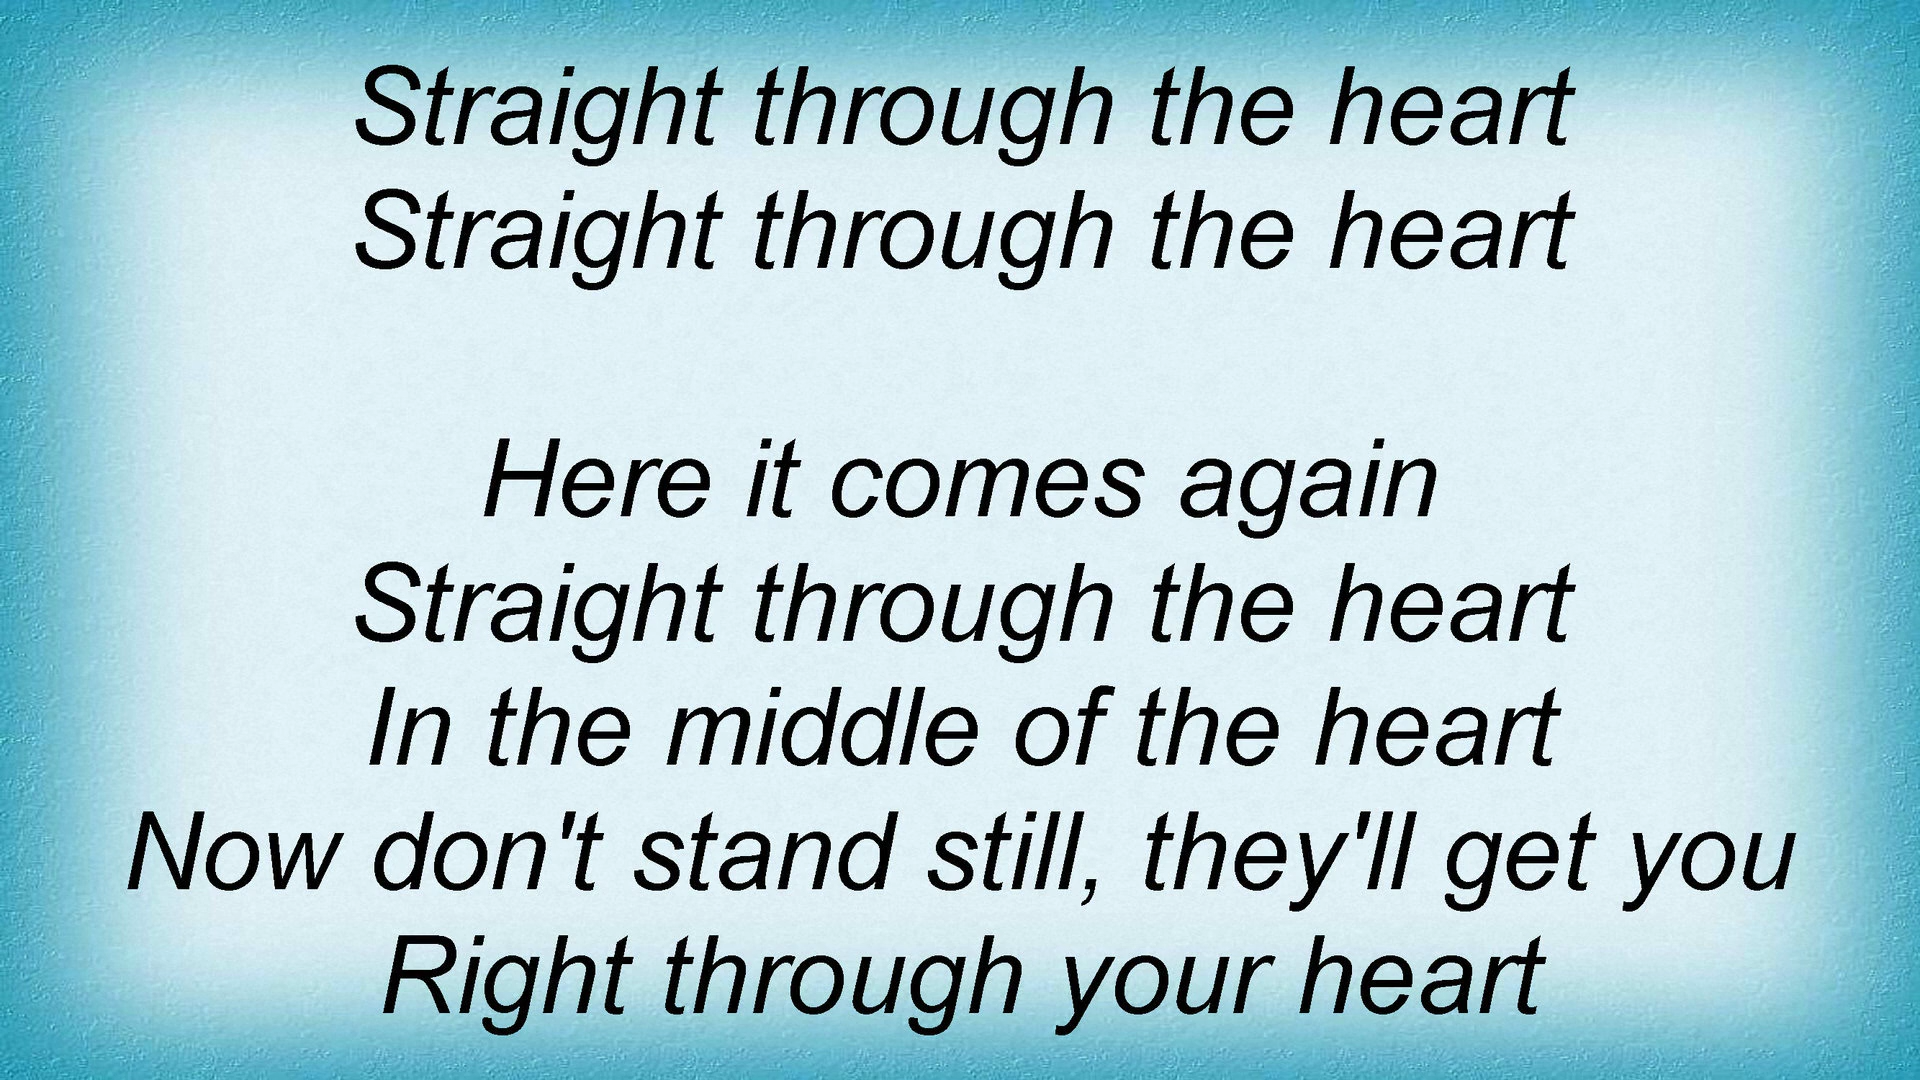 Straight through the heart
Straight through the heart
Here it comes again
Straight through the heart
In the middle of the heart
Now don't stand still, they'll get you
Right through your heart